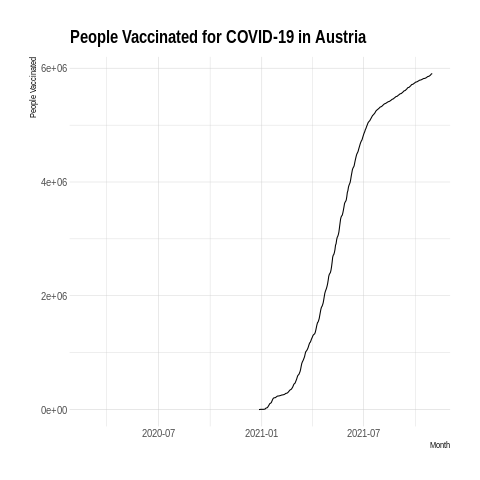 People Vaccinated for COVID-19 in Austria
People Vaccinated
6e+06
4e+06
2e+06
0e+00
2020-07
2021-01
2021-07
Month